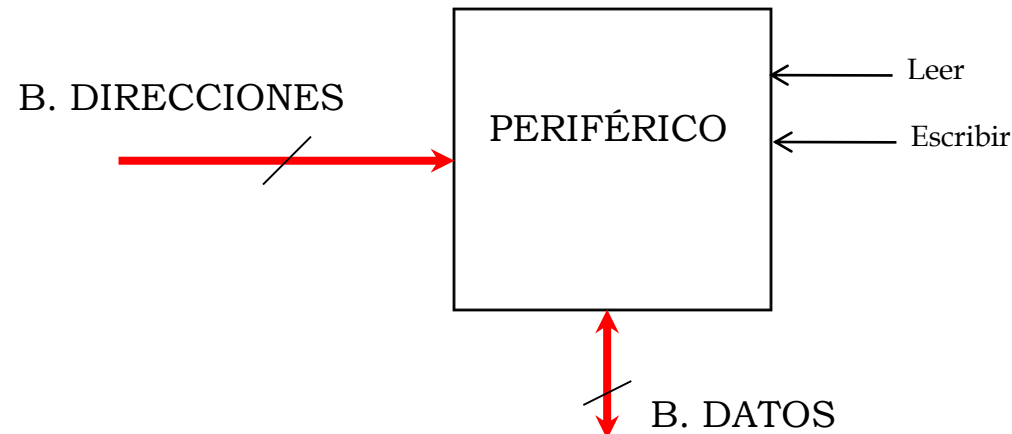 Leer
B. DIRECCIONES
PERIFÉRICO
Escribir
B. DATOS